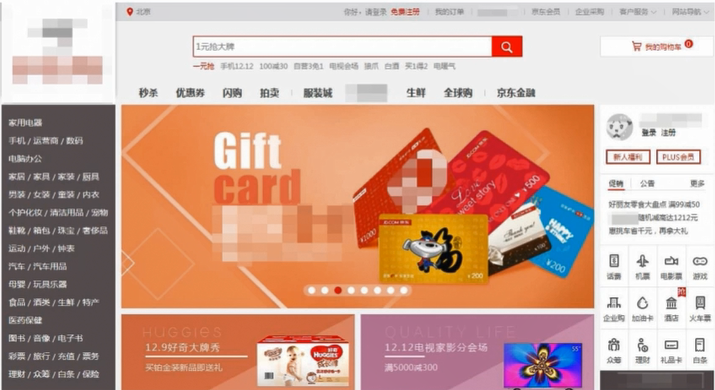 北京
你好，请登录 免费注册 我的订单 京东会员 企业采购 客户服务 网站导航
1元抢大牌
我的购物车 0
一元抢 手机12.12 100减30 自营3免1 电视会场 猪爪 白酒 买1得2 电暖气
秒杀 优惠券 闪购 拍卖 服装城 生鲜 全球购 京东金融
家用电器
手机 / 运营商 / 数码
电脑办公
家居 / 家具 / 家装 / 厨具
男装 / 女装 / 童装 / 内衣
个护化妆 / 清洁用品 / 宠物
鞋靴 / 箱包 / 珠宝 / 奢侈品
运动 / 户外 / 钟表
汽车 / 汽车用品
母婴 / 玩具乐器
食品 / 酒类 / 生鲜 / 特产
医药保健
图书 / 音像 / 电子书
彩票 / 旅行 / 充值 / 票务
理财 / 众筹 / 白条 / 保险
Gift
card
¥1000
sweet story
¥500
Thank you!
HAPPY
¥200
福
¥200
登录 注册
新人福利 PLUS会员
促销 公告 更多
好丽友零食大盘点 满99减50
随机减高达1212元
惠挑车省千元，再拿大礼
话费 机票 电影票 游戏
企业购 加油卡 酒店 火车票
抢
众筹 理财 礼品卡 白条
HUGGIES
12.9好奇大牌秀
买铂金装新品即送礼
HUGGIES
QUALITY LIFE
12.12电视家影分会场
满5000减300
55"